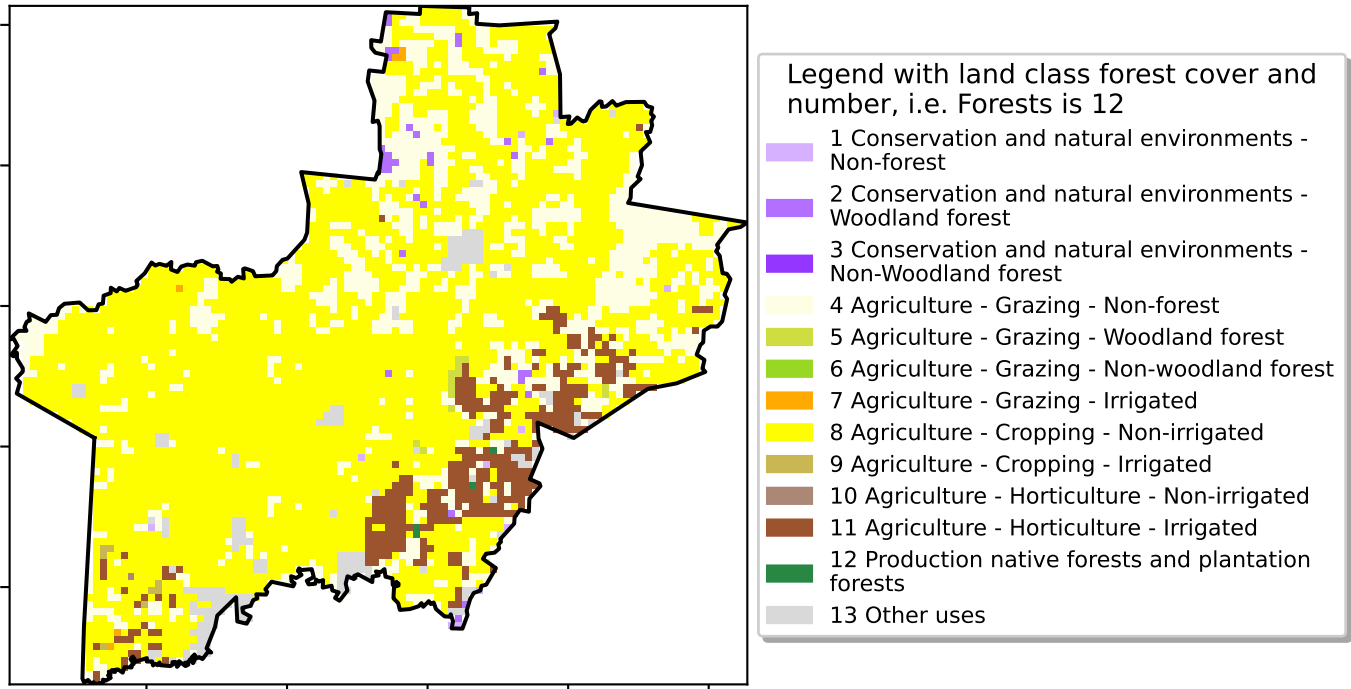 Legend with land class forest cover and
number, i.e. Forests is 12
1 Conservation and natural environments -
Non-forest
2 Conservation and natural environments -
Woodland forest
3 Conservation and natural environments -
Non-Woodland forest
4 Agriculture - Grazing - Non-forest
5 Agriculture - Grazing - Woodland forest
6 Agriculture - Grazing - Non-woodland forest
7 Agriculture - Grazing - Irrigated
8 Agriculture - Cropping - Non-irrigated
9 Agriculture - Cropping - Irrigated
10 Agriculture - Horticulture - Non-irrigated
11 Agriculture - Horticulture - Irrigated
12 Production native forests and plantation
forests
13 Other uses